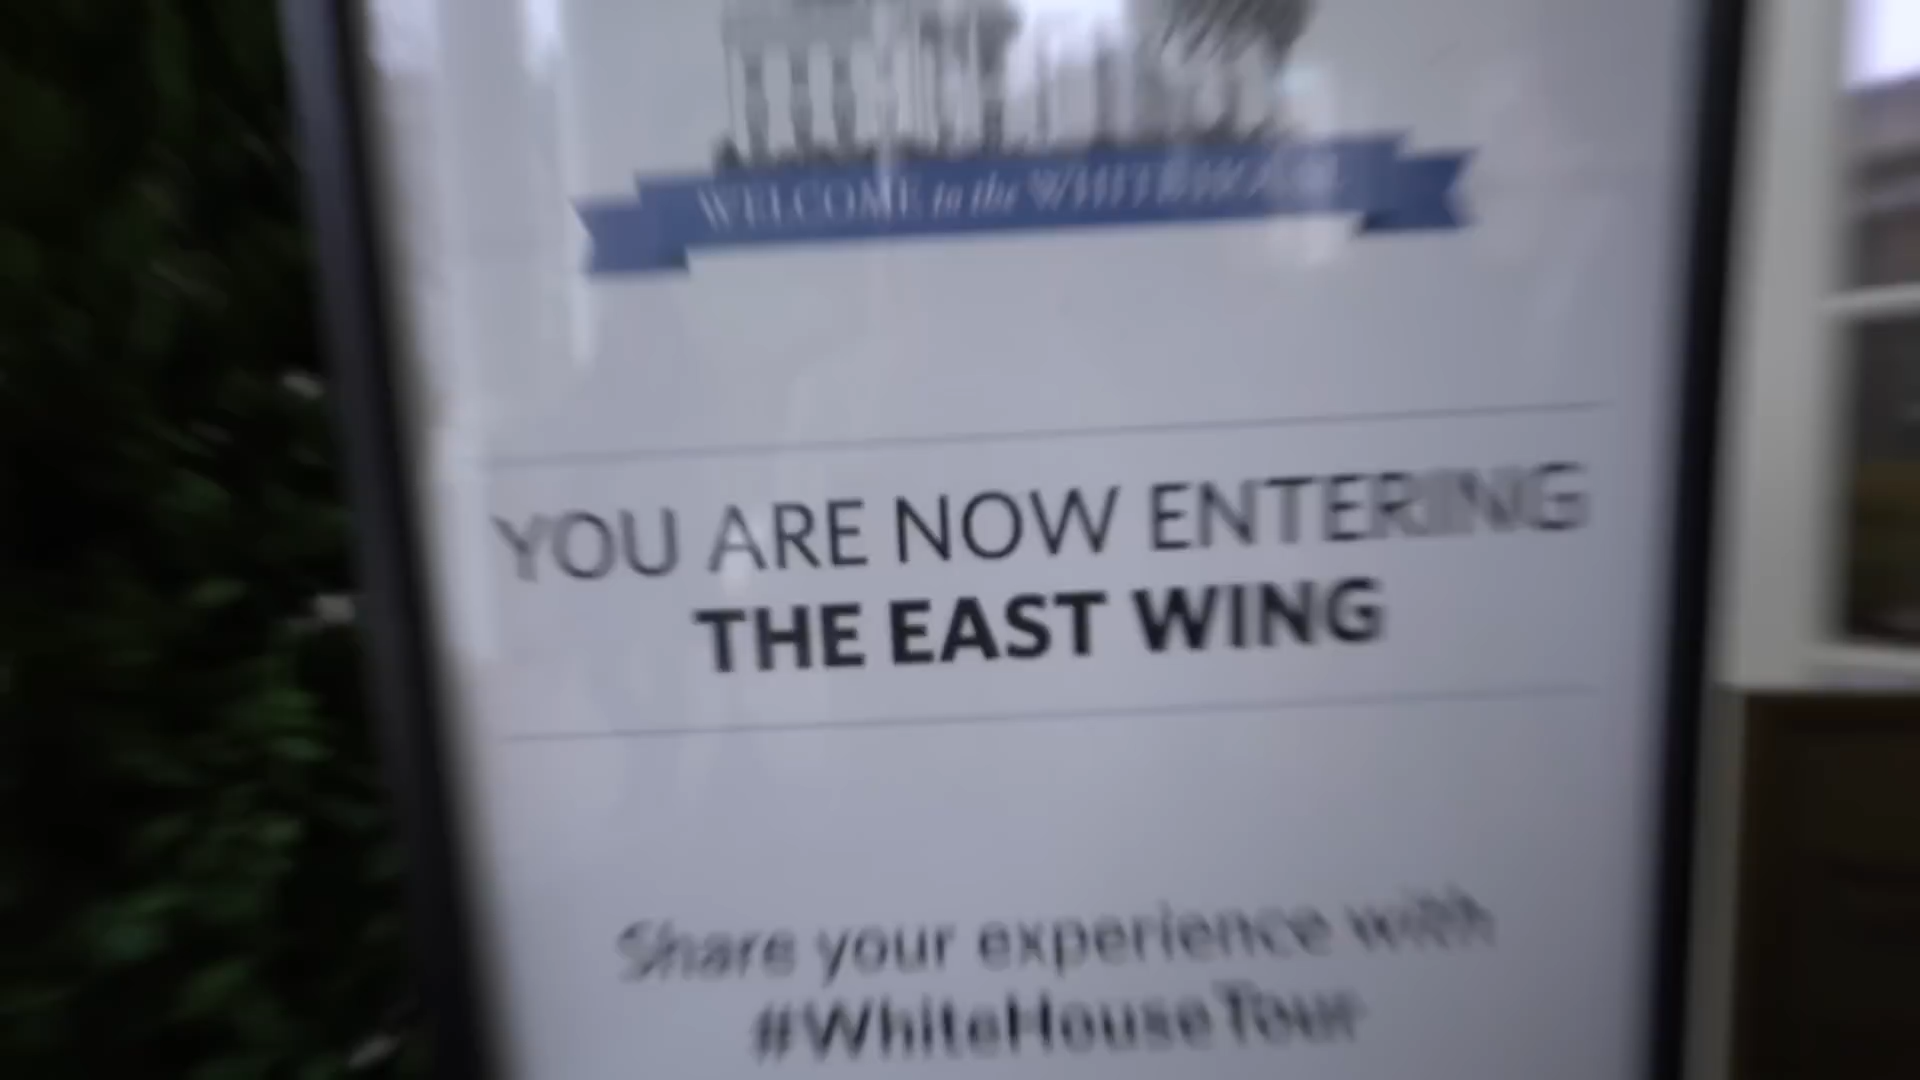 WELCOME to the WHITE HOUSE
YOU ARE NOW ENTERING
THE EAST WING
Share your experience with
#WhiteHouseTour